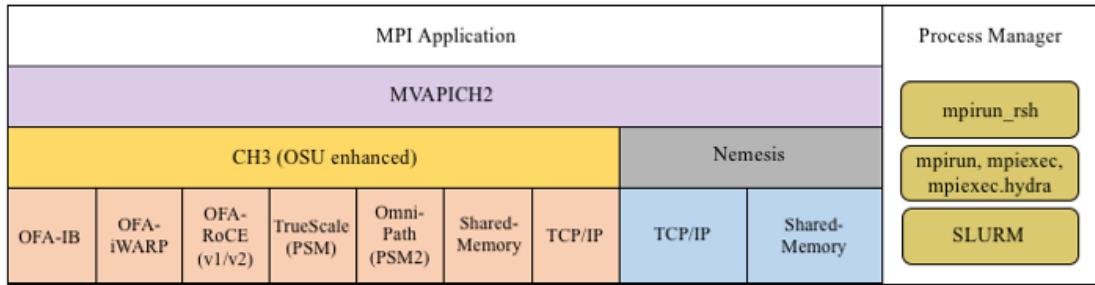 MPI Application
Process Manager
MVAPICH2
mpirun_rsh
CH3 (OSU enhanced)
Nemesis
mpirun, mpiexec,
mpiexec.hydra
OFA-IB
OFA-
iWARP
OFA-
RoCE
(v1/v2)
TrueScale
(PSM)
Omni-
Path
(PSM2)
Shared-
Memory
TCP/IP
TCP/IP
Shared-
Memory
SLURM